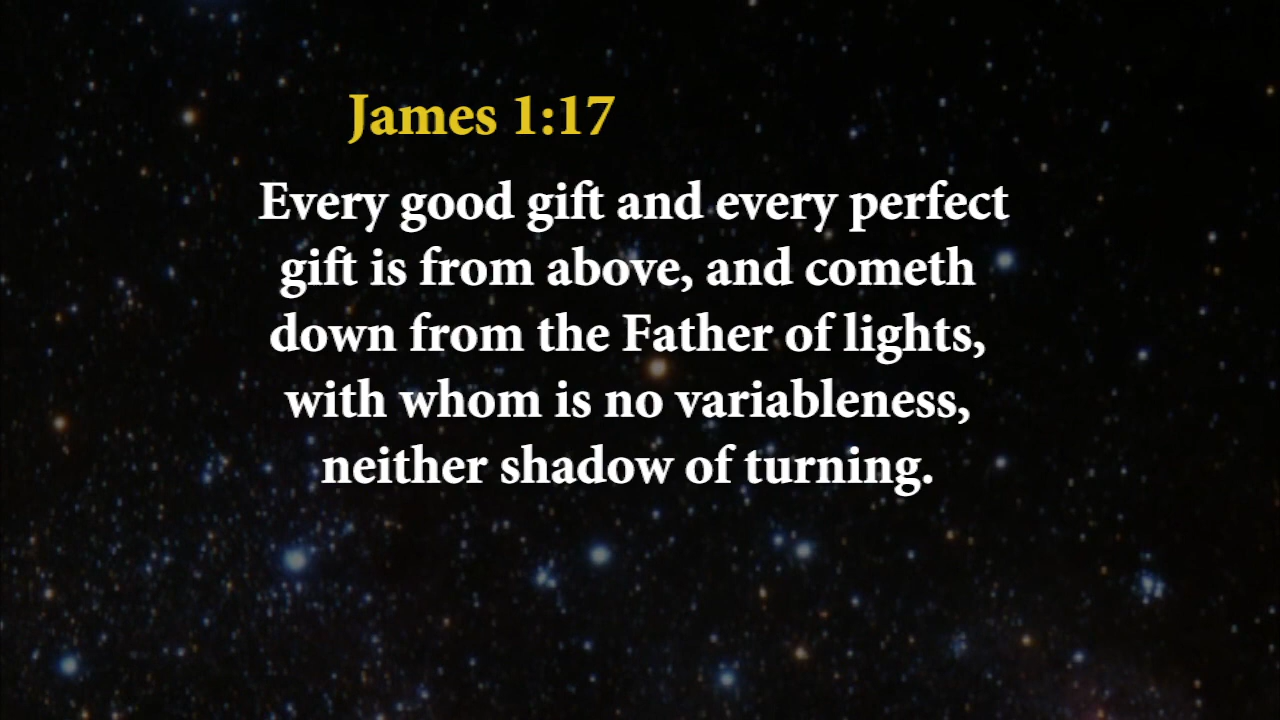 James 1:17
Every good gift and every perfect
gift is from above, and cometh
down from the Father of lights,
with whom is no variableness,
neither shadow of turning.